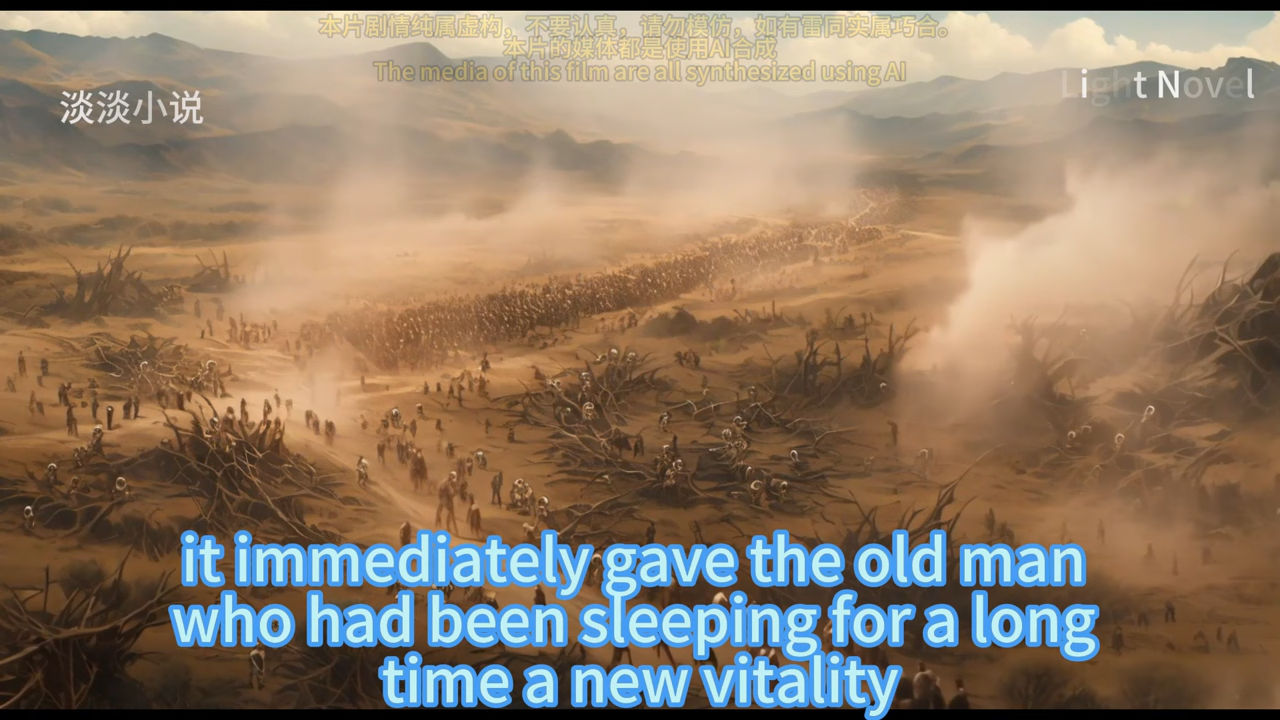 本片剧情纯属虚构，不要认真，请勿模仿，如有雷同实属巧合。
本片的媒体都是使用AI合成
The media of this film are all synthesized using AI
淡淡小说
Light Novel
it immediately gave the old man
who had been sleeping for a long
time a new vitality